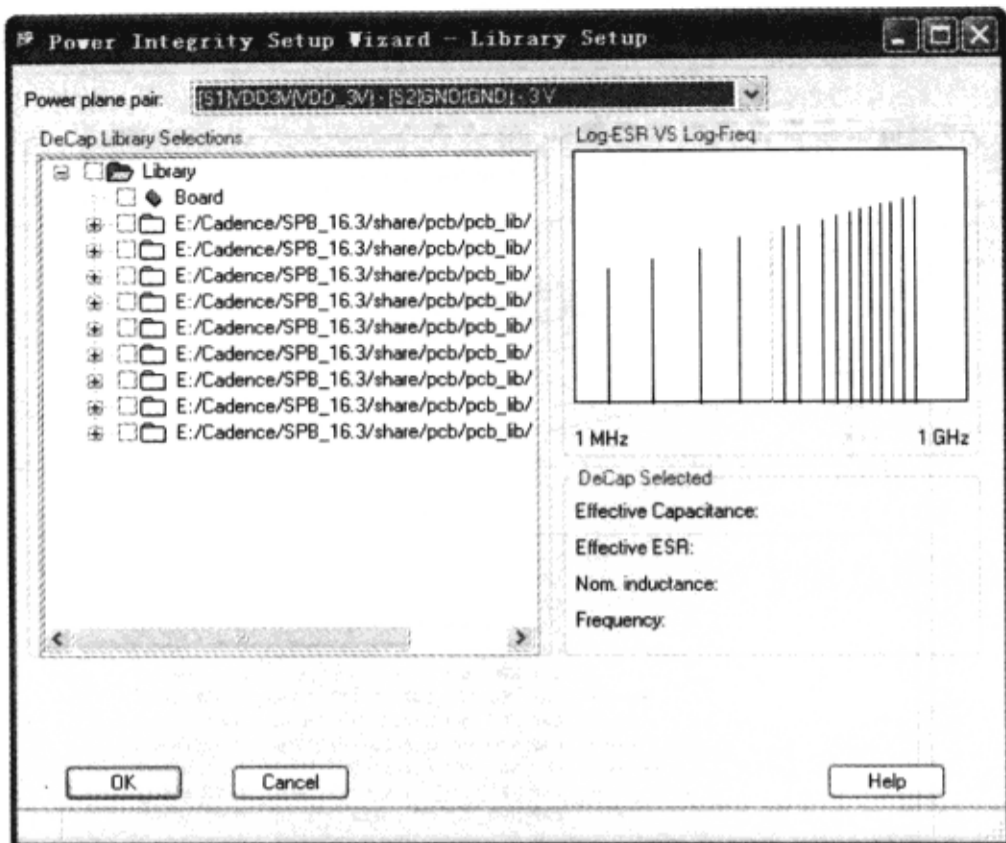 Power Integrity Setup Wizard - Library Setup
Power plane pair: [S1]VDD3V(VDD_3V) - [S2]GND(GND) - 3 V
DeCap Library Selections
Library
Board
E:/Cadence/SPB_16.3/share/pcb/pcb_lib/
E:/Cadence/SPB_16.3/share/pcb/pcb_lib/
E:/Cadence/SPB_16.3/share/pcb/pcb_lib/
E:/Cadence/SPB_16.3/share/pcb/pcb_lib/
E:/Cadence/SPB_16.3/share/pcb/pcb_lib/
E:/Cadence/SPB_16.3/share/pcb/pcb_lib/
E:/Cadence/SPB_16.3/share/pcb/pcb_lib/
E:/Cadence/SPB_16.3/share/pcb/pcb_lib/
E:/Cadence/SPB_16.3/share/pcb/pcb_lib/
Log-ESR VS Log-Freq
1 MHz 1 GHz
DeCap Selected
Effective Capacitance:
Effective ESR:
Nom. inductance:
Frequency:
OK Cancel Help